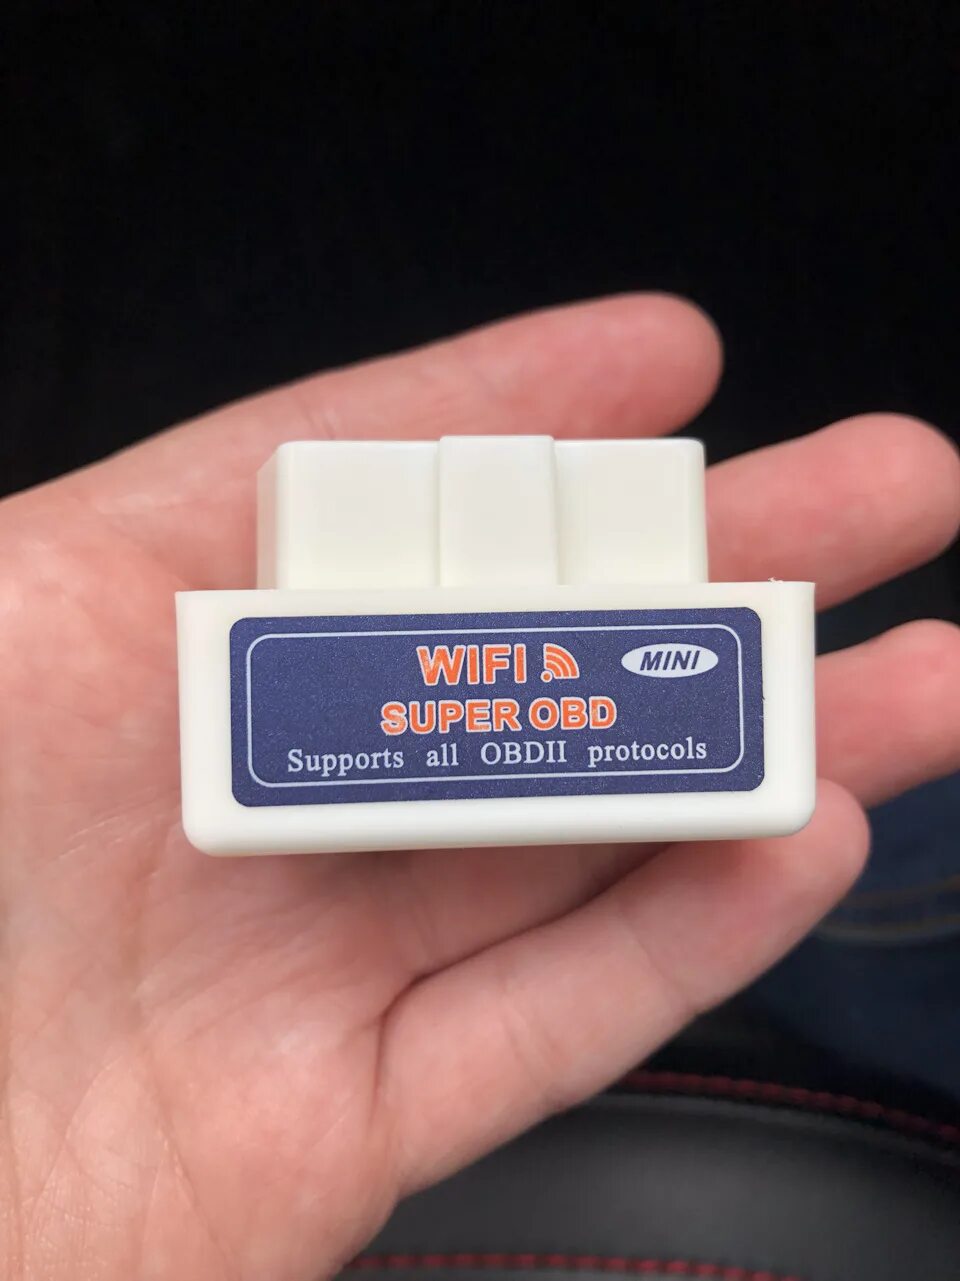 WIFI
MINI
SUPER OBD
Supports all OBDII protocols